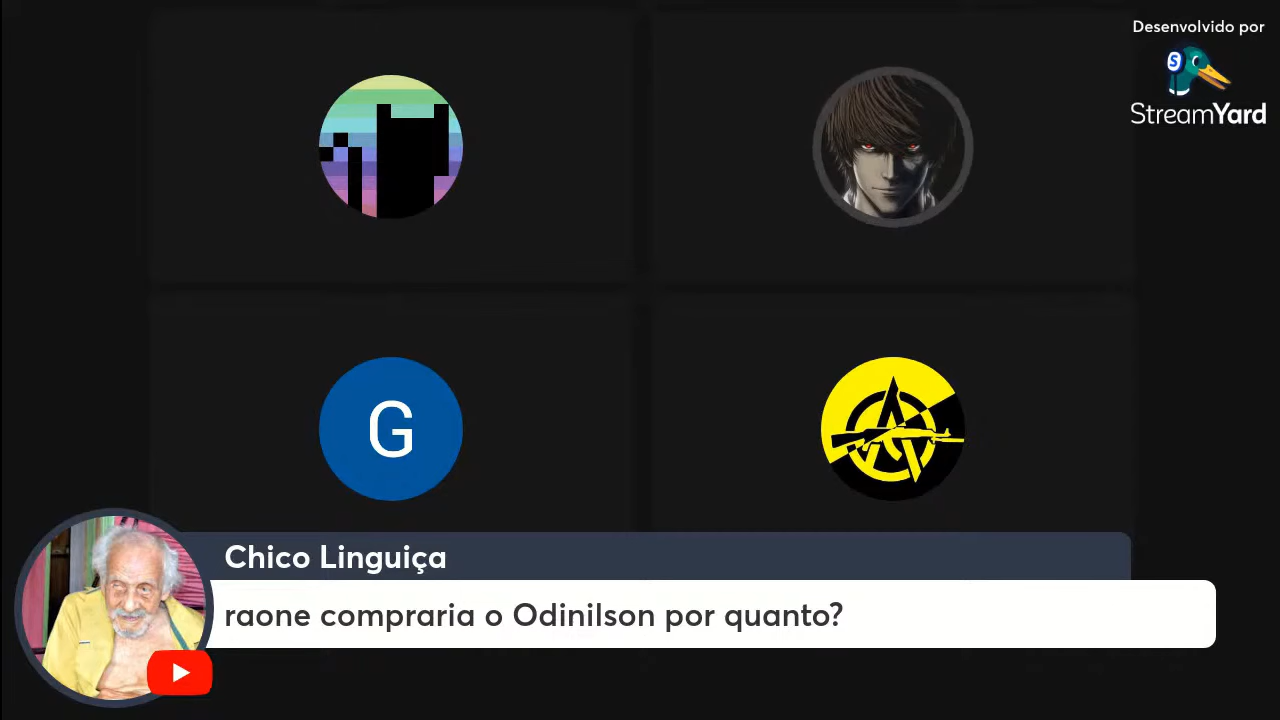 Desenvolvido por
S
StreamYard
G
Chico Linguiça
raone compraria o Odinilson por quanto?